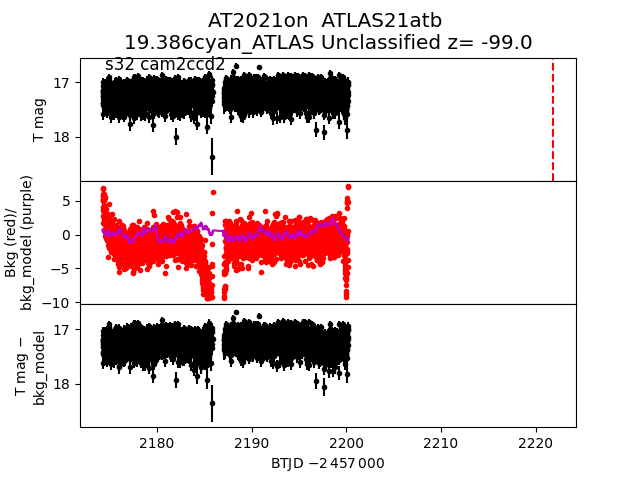 AT2021on  ATLAS21atb
19.386cyan_ATLAS Unclassified z= -99.0
s32 cam2ccd2
17
18
T mag
5
0
−5
−10
Bkg (red)/
bkg_model (purple)
17
18
T mag −
bkg_model
2180
2190
2200
2210
2220
BTJD −2 457 000